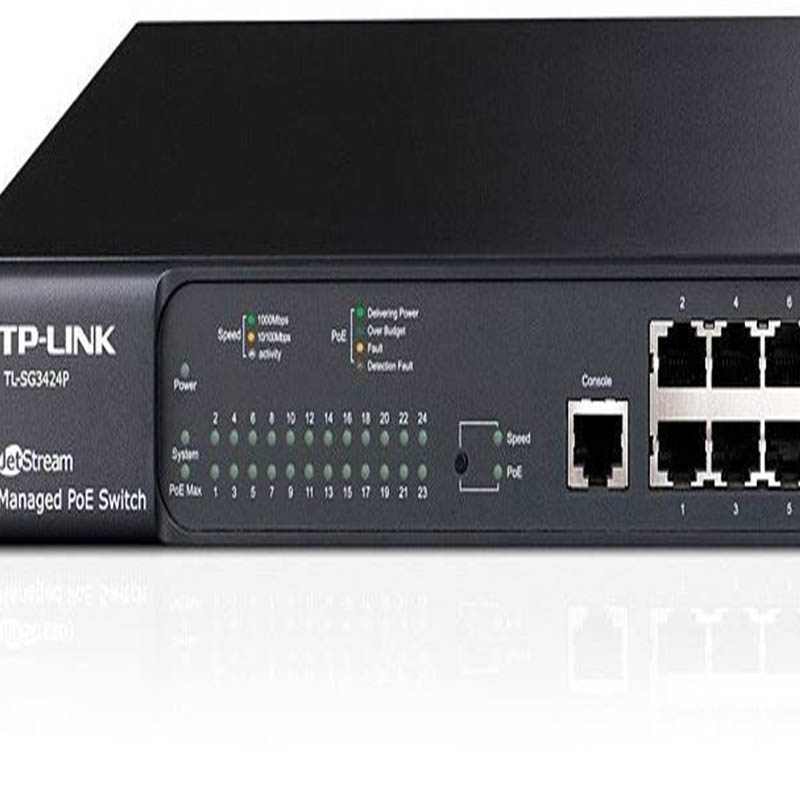 TP-LINK
TL-SG3424P
JetStream
Managed PoE Switch
Power
System
PoE Max
Speed
1000Mbps
10/100Mbps
activity
PoE
Delivering Power
Over Budget
Fault
Detection Fault
2 4 6 8 10 12 14 16 18 20 22 24
1 3 5 7 9 11 13 15 17 19 21 23
Speed
PoE
Console
2 4 6
1 3 5